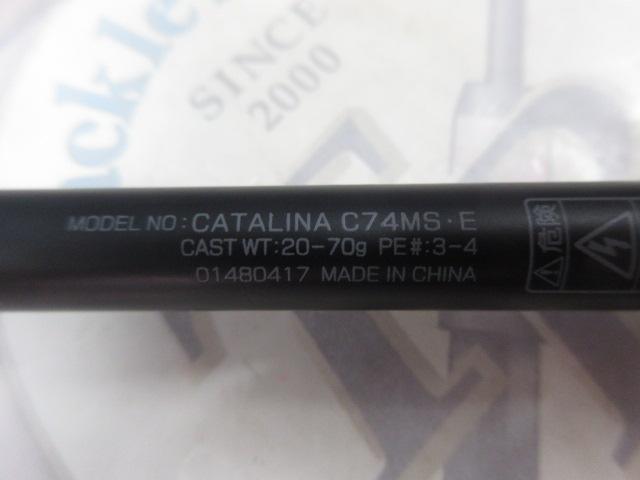 ackle
SINCE
2000
MODEL NO: CATALINA C74MS·E
CAST WT:20-70g PE#:3-4
01480417 MADE IN CHINA
危険